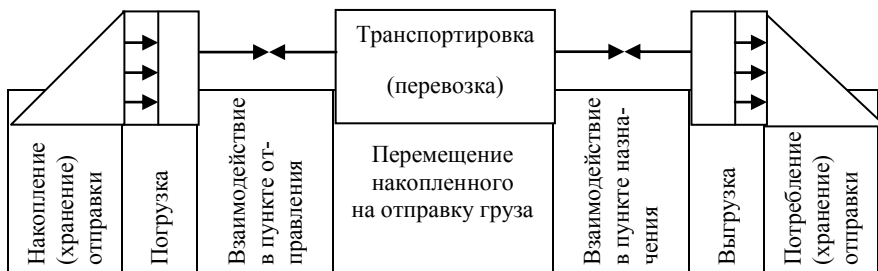 Транспортировка
(перевозка)
Накопление
(хранение)
отправки
Погрузка
Взаимодействие
в пункте от-
правления
Перемещение
накопленного
на отправку груза
Взаимодействие
в пункте назна-
чения
Выгрузка
Потребление
(хранение)
отправки